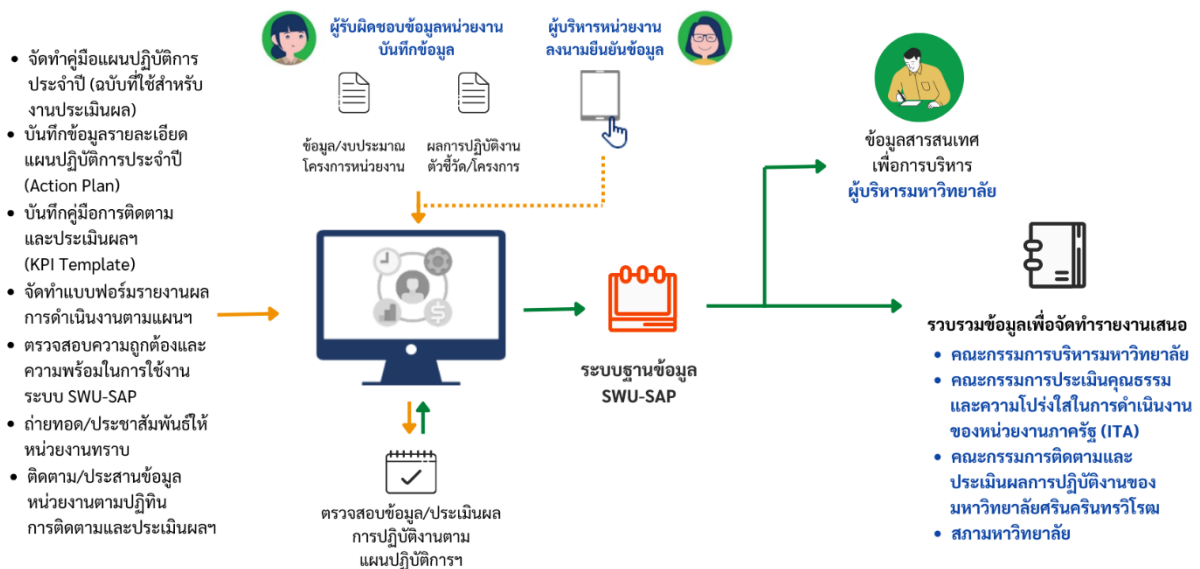 • จัดทำคู่มือแผนปฏิบัติการ
ประจำปี (ฉบับที่ใช้สำหรับ
งานประเมินผล)
• บันทึกข้อมูลรายละเอียด
แผนปฏิบัติการประจำปี
(Action Plan)
• บันทึกคู่มือการติดตาม
และประเมินผลฯ
(KPI Template)
• จัดทำแบบฟอร์มรายงานผล
การดำเนินงานตามแผนฯ
• ตรวจสอบความถูกต้องและ
ความพร้อมในการใช้งาน
ระบบ SWU-SAP
• ถ่ายทอด/ประชาสัมพันธ์ให้
หน่วยงานทราบ
• ติดตาม/ประสานข้อมูล
หน่วยงานตามปฏิทิน
การติดตามและประเมินผลฯ
ผู้รับผิดชอบข้อมูลหน่วยงาน
บันทึกข้อมูล
ข้อมูล/งบประมาณ
โครงการหน่วยงาน
ผลการปฏิบัติงาน
ตัวชี้วัด/โครงการ
ผู้บริหารหน่วยงาน
ลงนามยืนยันข้อมูล
$
ตรวจสอบข้อมูล/ประเมินผล
การปฏิบัติงานตาม
แผนปฏิบัติการฯ
ระบบฐานข้อมูล
SWU-SAP
ข้อมูลสารสนเทศ
เพื่อการบริหาร
ผู้บริหารมหาวิทยาลัย
รวบรวมข้อมูลเพื่อจัดทำรายงานเสนอ
• คณะกรรมการบริหารมหาวิทยาลัย
• คณะกรรมการประเมินคุณธรรม
และความโปร่งใสในการดำเนินงาน
ของหน่วยงานภาครัฐ (ITA)
• คณะกรรมการติดตามและ
ประเมินผลการปฏิบัติงานของ
มหาวิทยาลัยศรีนครินทรวิโรฒ
• สภามหาวิทยาลัย